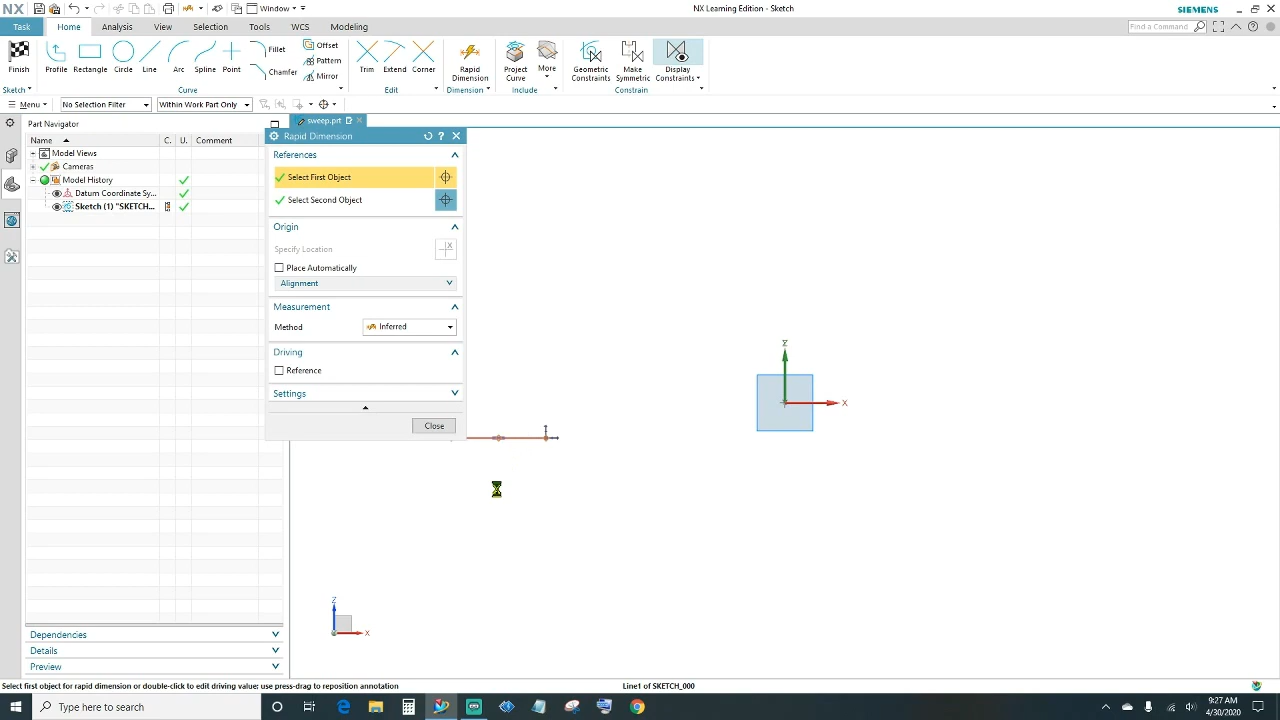 NX
Window
NX Learning Edition - Sketch
SIEMENS
Task
Home
Analysis
View
Selection
Tools
WCS
Modeling
Find a Command
Finish
Profile
Rectangle
Circle
Line
Arc
Spline
Point
Fillet
Chamfer
Offset
Pattern
Mirror
Trim
Extend
Corner
Rapid
Dimension
Project
Curve
More
Geometric
Constraints
Make
Symmetric
Display
Constraints
Sketch
Curve
Edit
Dimension
Include
Constrain
Menu
No Selection Filter
Within Work Part Only
Part Navigator
sweep.prt
Name
C.
U.
Comment
Model Views
Cameras
Model History
Datum Coordinate Sy...
Sketch (1) "SKETCH...
Rapid Dimension
References
Select First Object
Select Second Object
Origin
Specify Location
Place Automatically
Alignment
Measurement
Method
Inferred
Driving
Reference
Settings
Close
Z
X
Z
X
Dependencies
Details
Preview
Select first object for rapid dimension or double-click to edit driving value; use press-drag to reposition annotation
Line1 of SKETCH_000
Type here to search
9:27 AM
4/30/2020